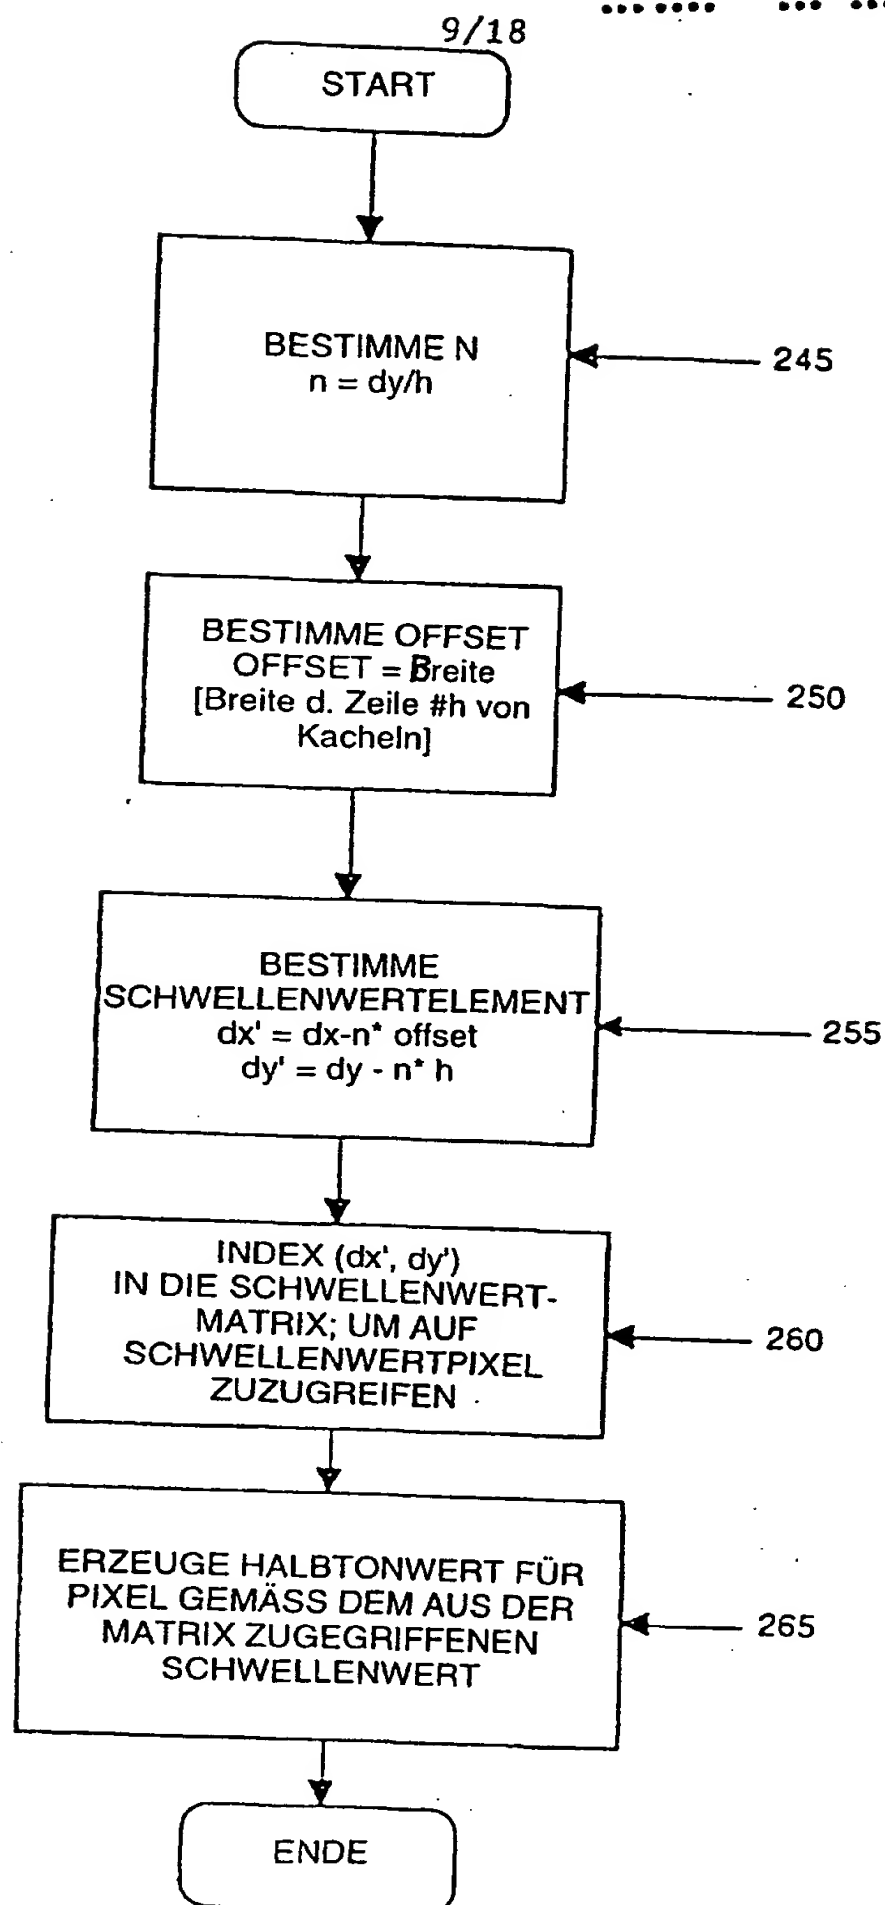 9/18
START
BESTIMME N
n = dy/h
245
BESTIMME OFFSET
OFFSET = Breite
[Breite d. Zeile #h von
Kacheln]
250
BESTIMME
SCHWELLENWERTELEMENT
dx' = dx-n* offset
dy' = dy - n* h
255
INDEX (dx', dy')
IN DIE SCHWELLENWERT-
MATRIX; UM AUF
SCHWELLENWERTPIXEL
ZUZUGREIFEN
260
ERZEUGE HALBTONWERT FÜR
PIXEL GEMÄSS DEM AUS DER
MATRIX ZUGEGRIFFENEN
SCHWELLENWERT
265
ENDE